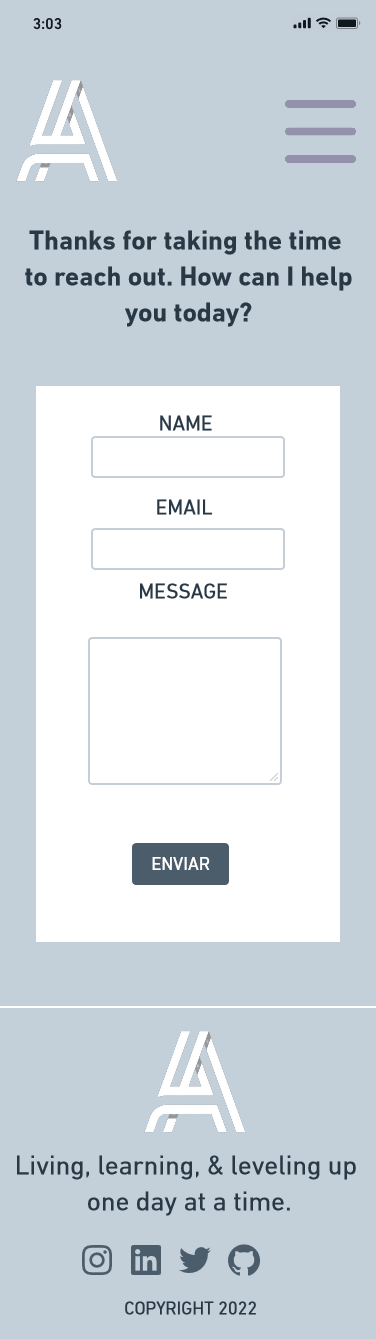 3:03
Thanks for taking the time
to reach out. How can I help
you today?
NAME
EMAIL
MESSAGE
ENVIAR
Living, learning, & leveling up
one day at a time.
COPYRIGHT 2022